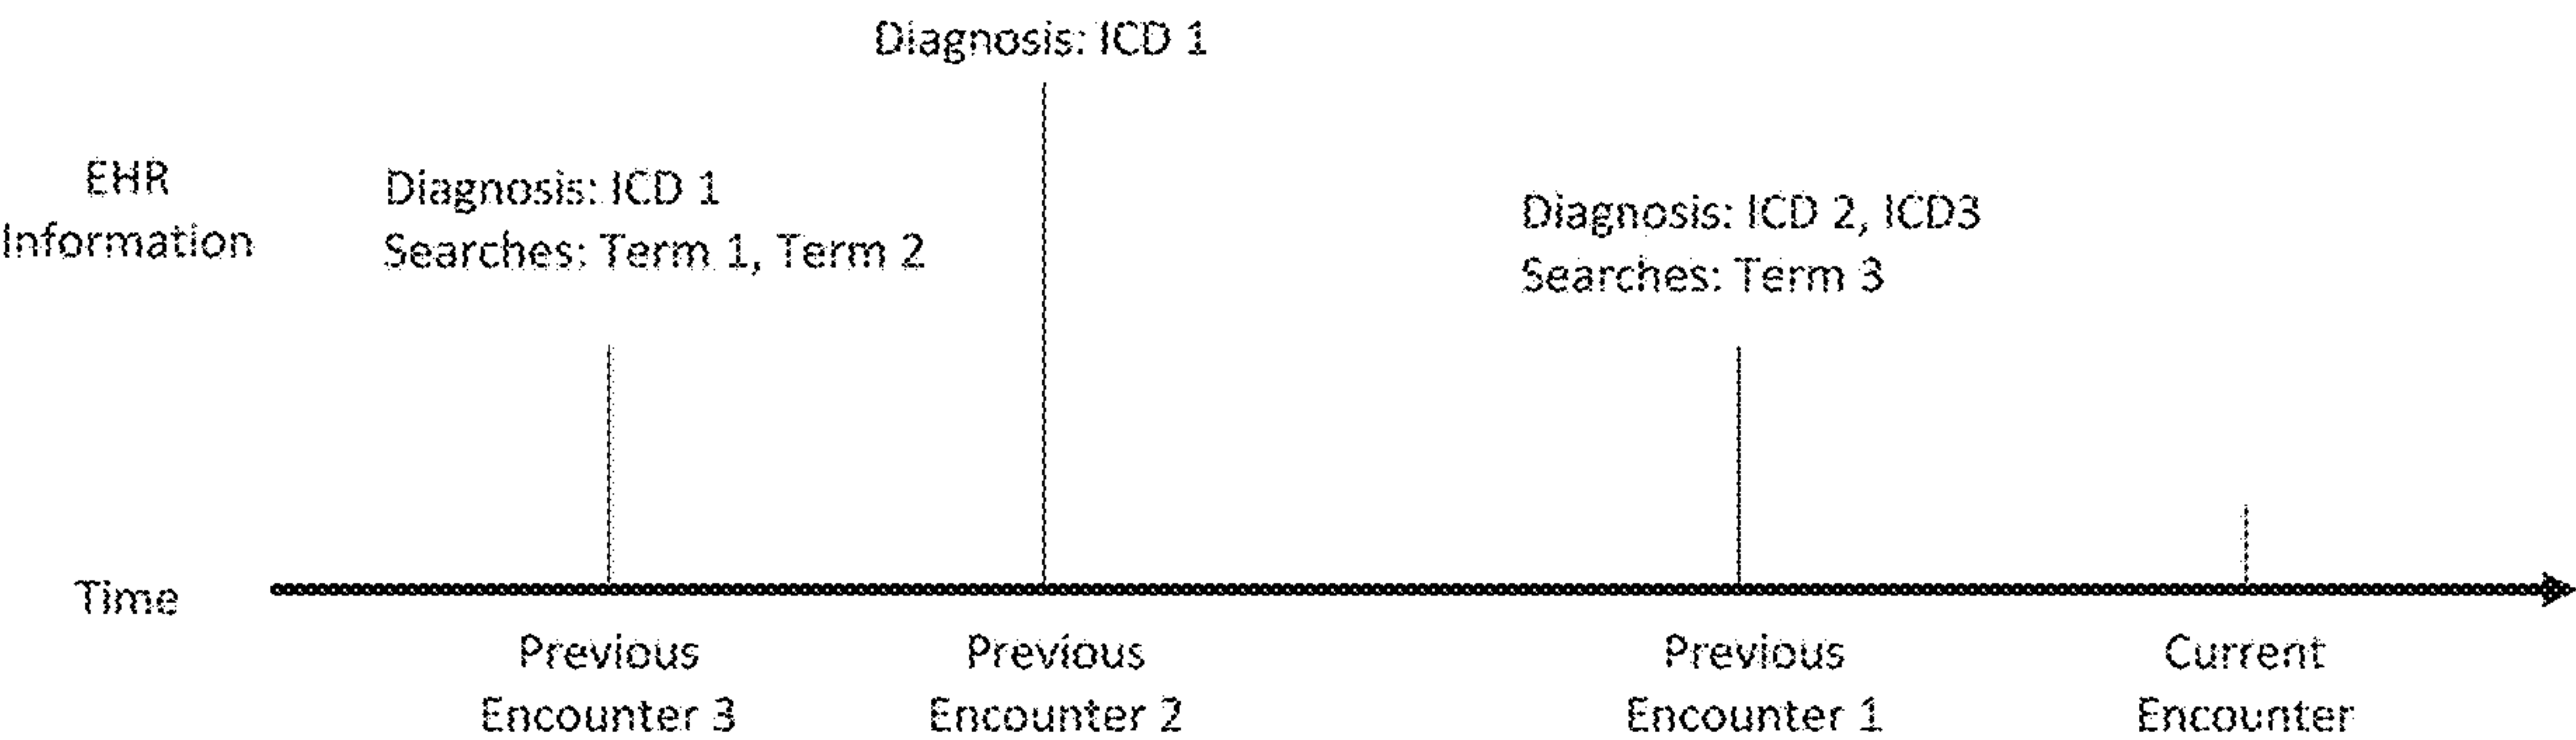 Diagnosis: ICD 1
EHR
Information
Diagnosis: ICD 1
Searches: Term 1, Term 2
Diagnosis: ICD 2, ICD3
Searches: Term 3
Time
Previous
Encounter 3
Previous
Encounter 2
Previous
Encounter 1
Current
Encounter